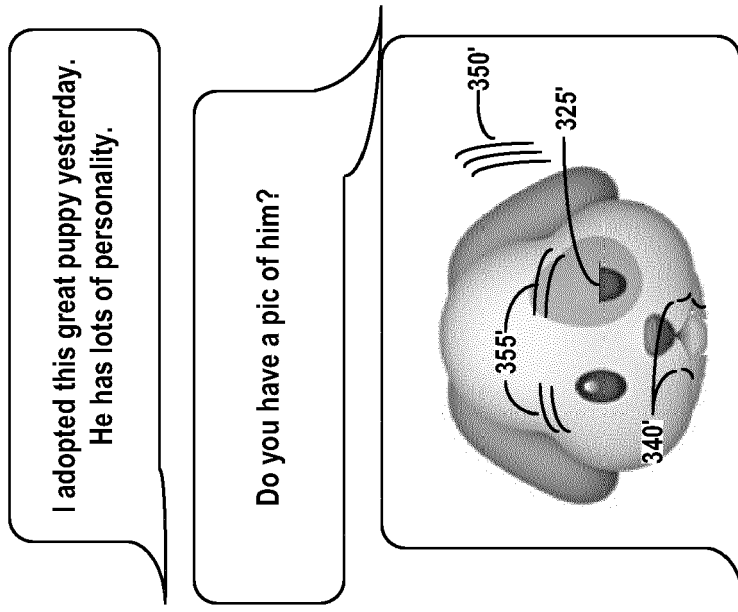 I adopted this great puppy yesterday.
He has lots of personality.
Do you have a pic of him?
350'
325'
355'
340'